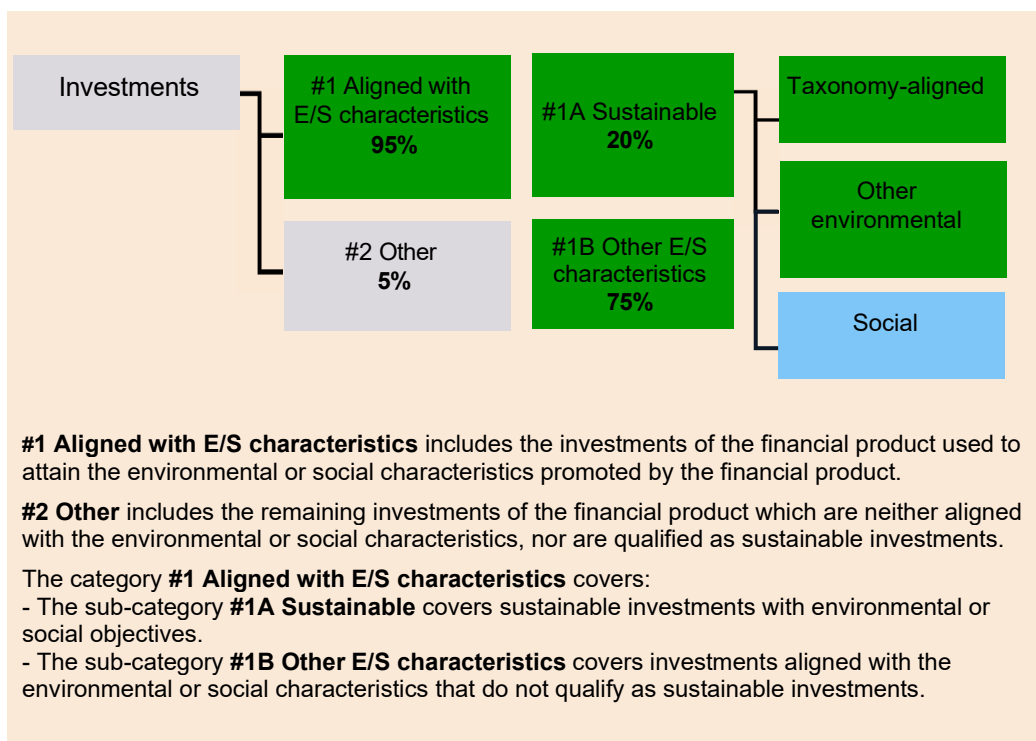 Investments
#1 Aligned with
E/S characteristics
95%
#2 Other
5%
#1A Sustainable
20%
#1B Other E/S
characteristics
75%
Taxonomy-aligned
Other
environmental
Social
#1 Aligned with E/S characteristics includes the investments of the financial product used to
attain the environmental or social characteristics promoted by the financial product.
#2 Other includes the remaining investments of the financial product which are neither aligned
with the environmental or social characteristics, nor are qualified as sustainable investments.
The category #1 Aligned with E/S characteristics covers:
- The sub-category #1A Sustainable covers sustainable investments with environmental or
social objectives.
- The sub-category #1B Other E/S characteristics covers investments aligned with the
environmental or social characteristics that do not qualify as sustainable investments.